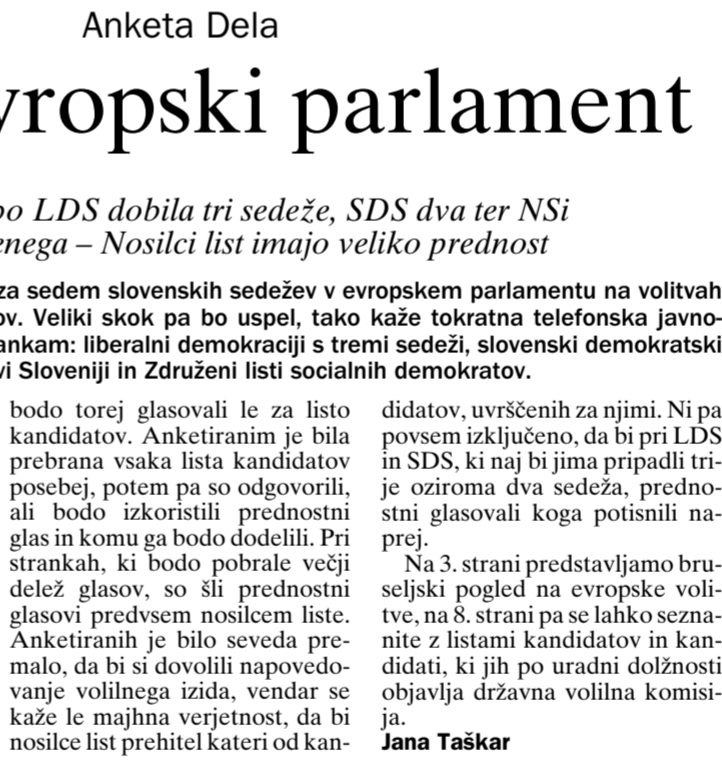 Anketa Dela
vropski parlament
bo LDS dobila tri sedeže, SDS dva ter NSi
enega – Nosilci list imajo veliko prednost
za sedem slovenskih sedežev v evropskem parlamentu na volitvah
ov. Veliki skok pa bo uspel, tako kaže tokratna telefonska javno-
ankam: liberalni demokraciji s tremi sedeži, slovenski demokratski
vi Sloveniji in Združeni listi socialnih demokratov.
bodo torej glasovali le za listo
kandidatov. Anketiranim je bila
prebrana vsaka lista kandidatov
posebej, potem pa so odgovorili,
ali bodo izkoristili prednostni
glas in komu ga bodo dodelili. Pri
strankah, ki bodo pobrale večji
delež glasov, so šli prednostni
glasovi predvsem nosilcem liste.
Anketiranih je bilo seveda pre-
malo, da bi si dovolili napovedo-
vanje volilnega izida, vendar se
kaže le majhna verjetnost, da bi
nosilce list prehitel kateri od kan-
didatov, uvrščenih za njimi. Ni pa
povsem izključeno, da bi pri LDS
in SDS, ki naj bi jima pripadli tri-
je oziroma dva sedeža, predno-
stni glasovali koga potisnili na-
prej.
Na 3. strani predstavljamo bru-
seljski pogled na evropske voli-
tve, na 8. strani pa se lahko sezna-
nite z listami kandidatov in kan-
didati, ki jih po uradni dolžnosti
objavlja državna volilna komisi-
ja.
Jana Taškar